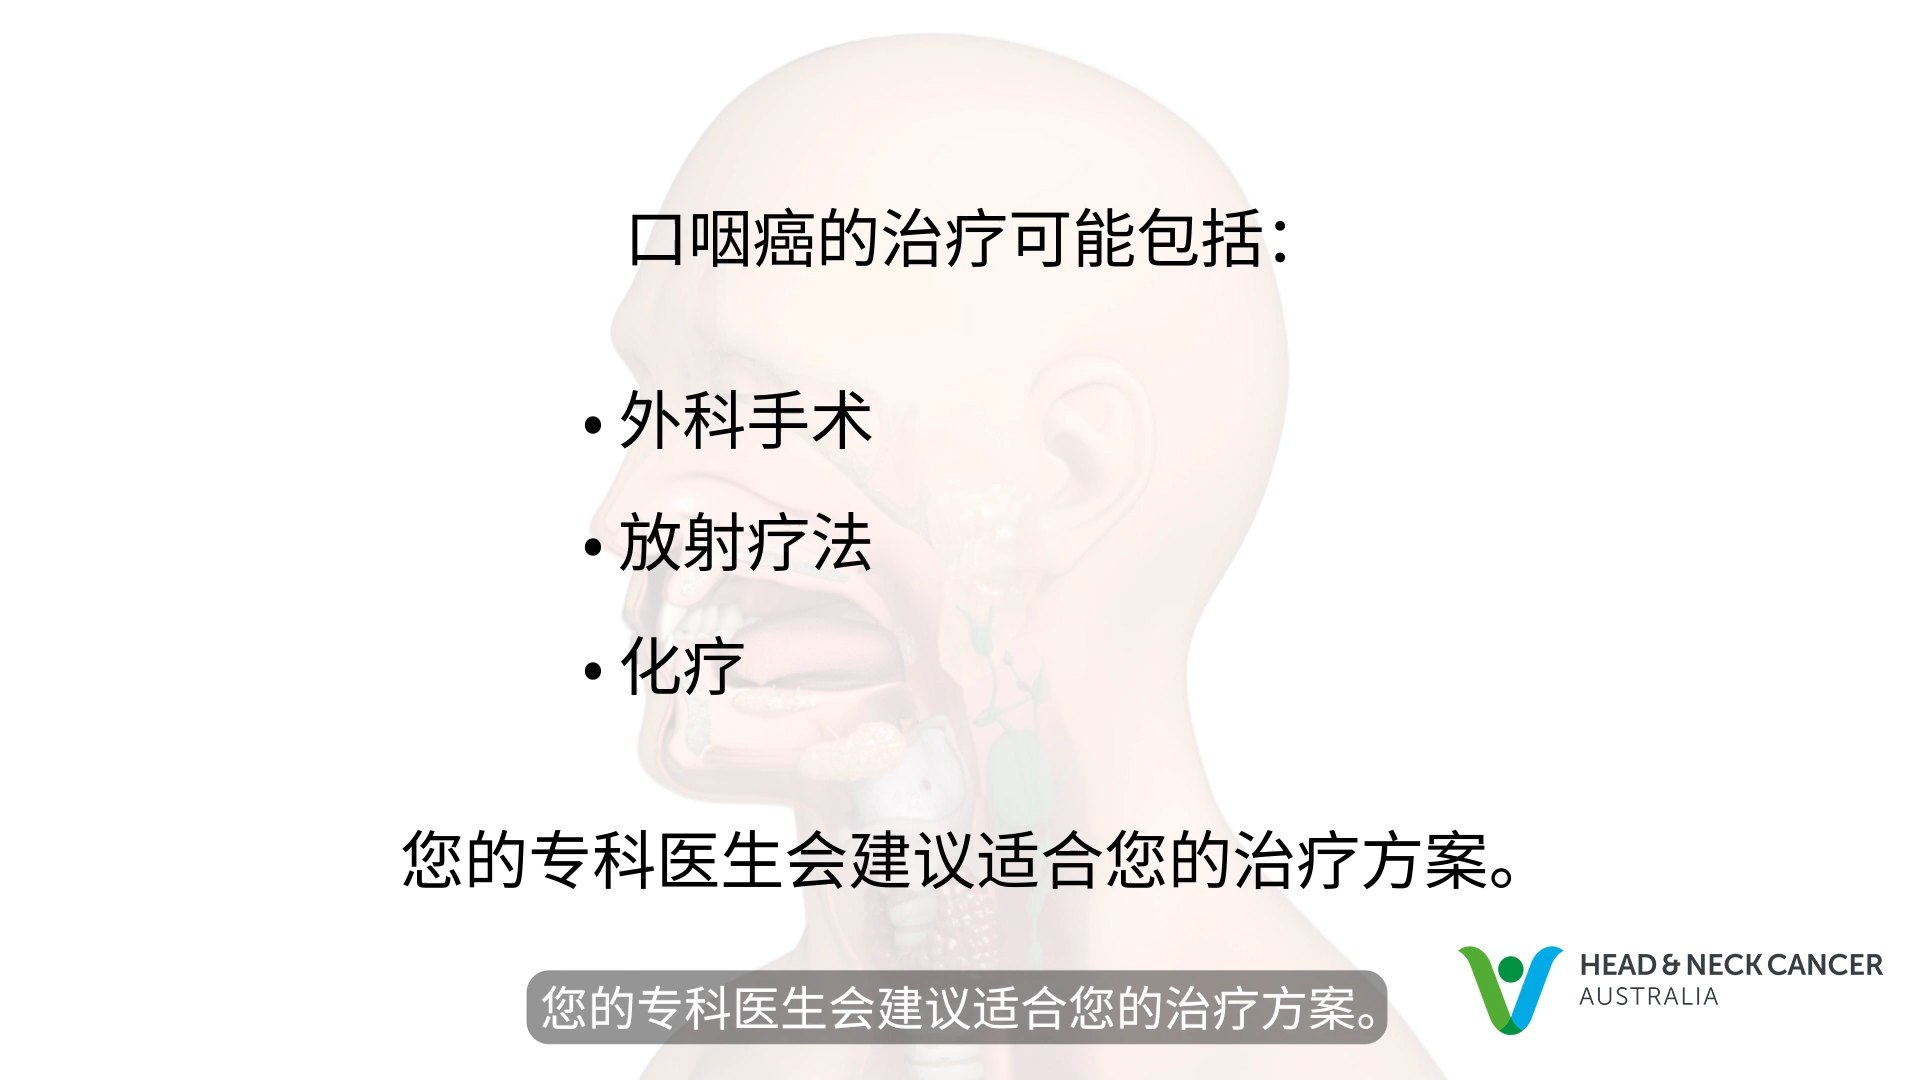 口咽癌的治疗可能包括：
• 外科手术
• 放射疗法
• 化疗
您的专科医生会建议适合您的治疗方案。
您的专科医生会建议适合您的治疗方案。
HEAD & NECK CANCER
AUSTRALIA